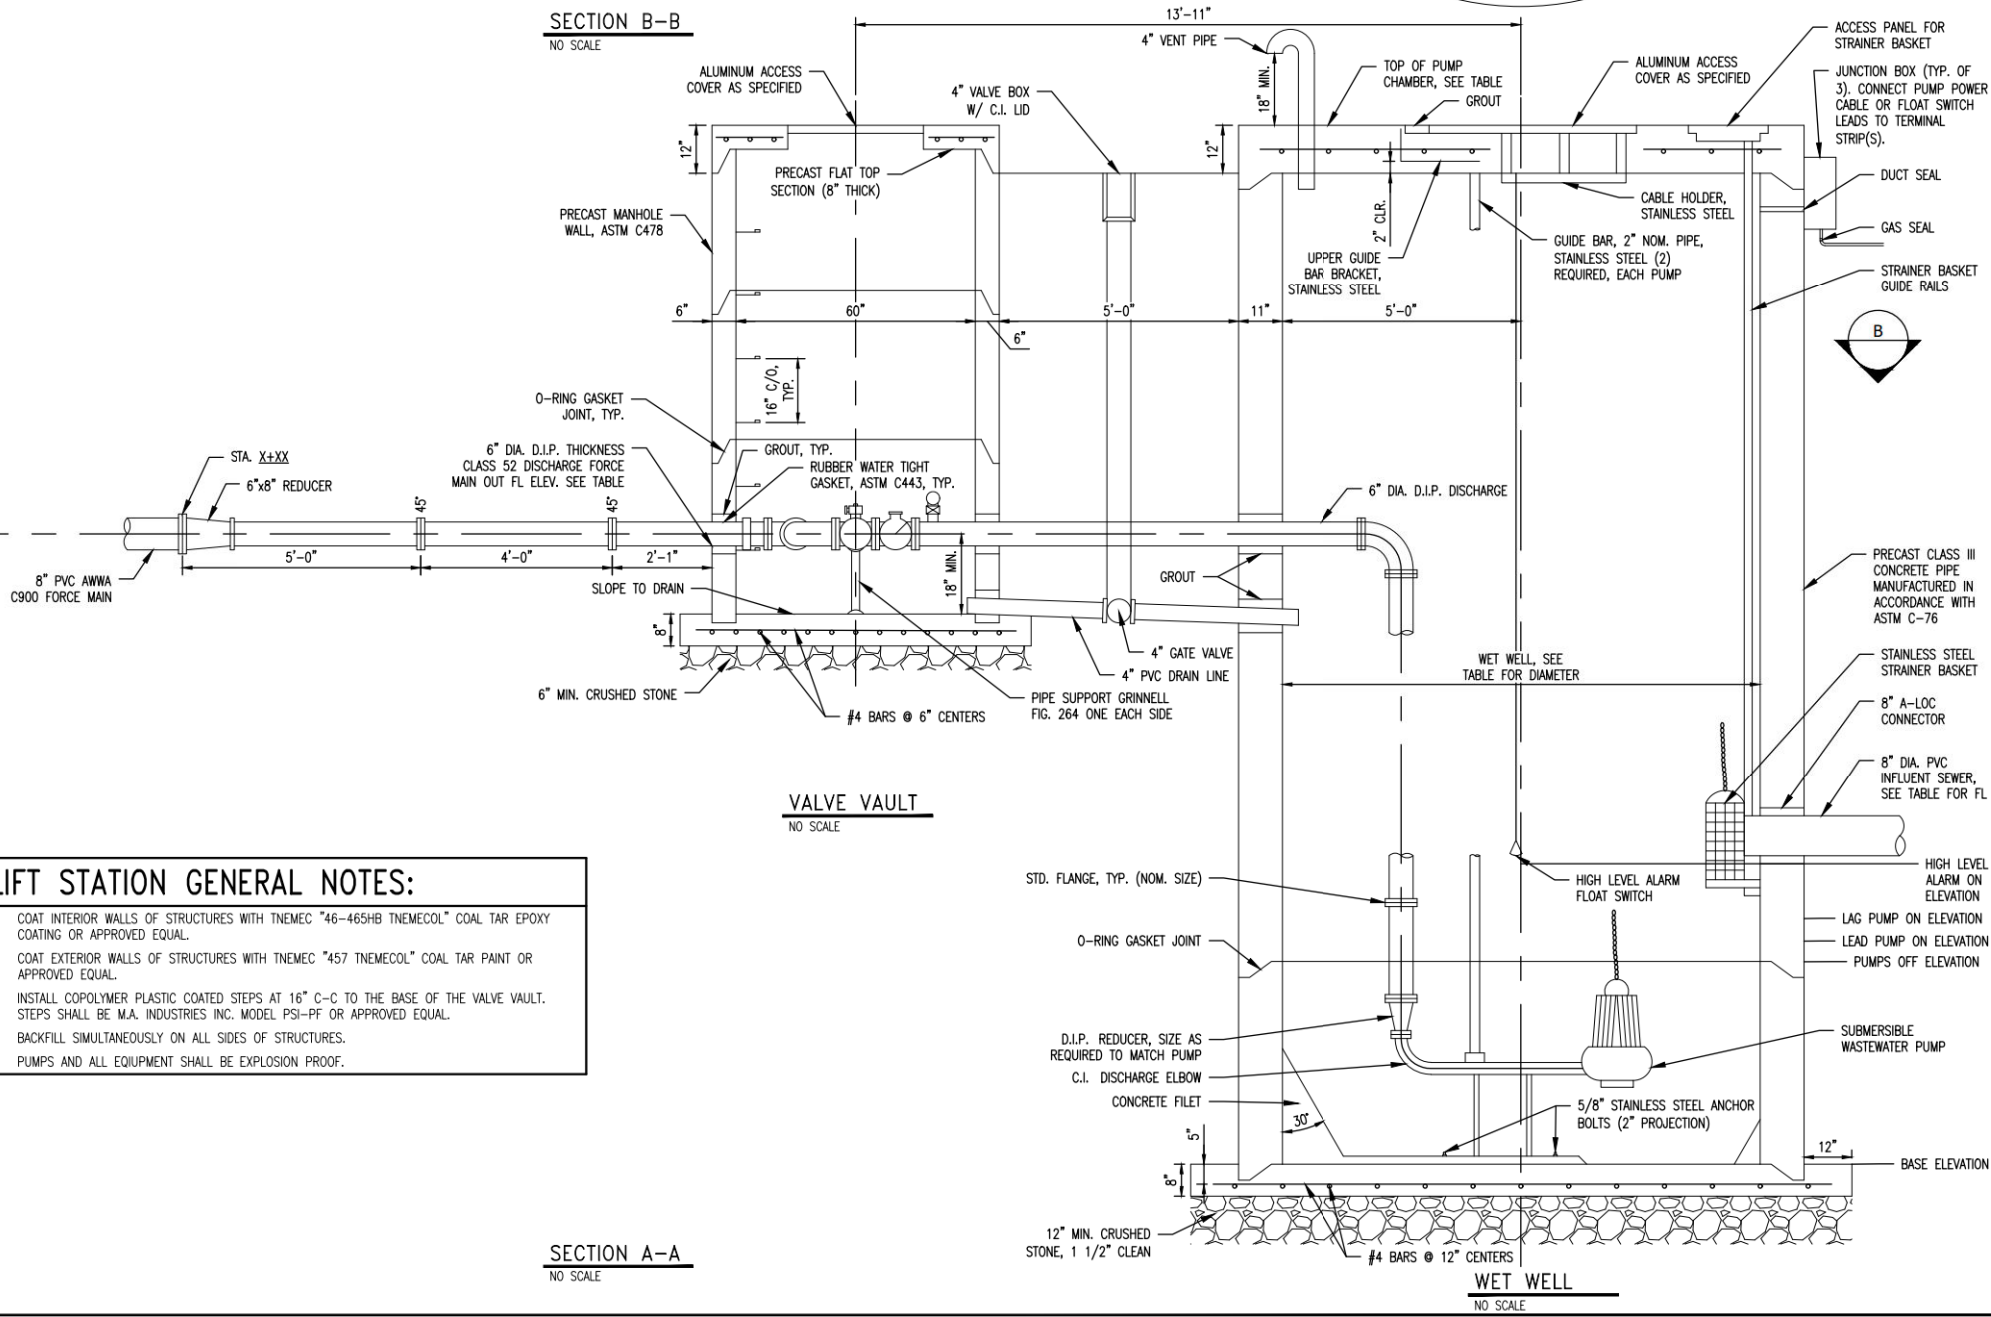 SECTION B-B
NO SCALE
13'-11"
4" VENT PIPE
18" MIN.
ALUMINUM ACCESS
COVER AS SPECIFIED
4" VALVE BOX
W/ C.I. LID
TOP OF PUMP
CHAMBER, SEE TABLE
GROUT
ALUMINUM ACCESS
COVER AS SPECIFIED
ACCESS PANEL FOR
STRAINER BASKET
JUNCTION BOX (TYP. OF
3). CONNECT PUMP POWER
CABLE OR FLOAT SWITCH
LEADS TO TERMINAL
STRIP(S).
12"
12"
PRECAST FLAT TOP
SECTION (8" THICK)
PRECAST MANHOLE
WALL, ASTM C478
2" CLR.
UPPER GUIDE
BAR BRACKET,
STAINLESS STEEL
CABLE HOLDER,
STAINLESS STEEL
GUIDE BAR, 2" NOM. PIPE,
STAINLESS STEEL (2)
REQUIRED, EACH PUMP
DUCT SEAL
GAS SEAL
STRAINER BASKET
GUIDE RAILS
B
6"
60"
6"
5'-0"
11"
5'-0"
16" C/O,
TYP.
O-RING GASKET
JOINT, TYP.
STA. X+XX
6"x8" REDUCER
6" DIA. D.I.P. THICKNESS
CLASS 52 DISCHARGE FORCE
MAIN OUT FL ELEV. SEE TABLE
GROUT, TYP.
RUBBER WATER TIGHT
GASKET, ASTM C443, TYP.
45°
45°
6" DIA. D.I.P. DISCHARGE
5'-0"
4'-0"
2'-1"
18" MIN.
8" PVC AWWA
C900 FORCE MAIN
SLOPE TO DRAIN
GROUT
8"
6" MIN. CRUSHED STONE
#4 BARS @ 6" CENTERS
PIPE SUPPORT GRINNELL
FIG. 264 ONE EACH SIDE
4" GATE VALVE
4" PVC DRAIN LINE
PRECAST CLASS III
CONCRETE PIPE
MANUFACTURED IN
ACCORDANCE WITH
ASTM C-76
WET WELL, SEE
TABLE FOR DIAMETER
STAINLESS STEEL
STRAINER BASKET
8" A-LOC
CONNECTOR
8" DIA. PVC
INFLUENT SEWER,
SEE TABLE FOR FL
VALVE VAULT
NO SCALE
LIFT STATION GENERAL NOTES:
COAT INTERIOR WALLS OF STRUCTURES WITH TNEMEC "46-465HB TNEMECOL" COAL TAR EPOXY
COATING OR APPROVED EQUAL.
COAT EXTERIOR WALLS OF STRUCTURES WITH TNEMEC "457 TNEMECOL" COAL TAR PAINT OR
APPROVED EQUAL.
INSTALL COPOLYMER PLASTIC COATED STEPS AT 16" C-C TO THE BASE OF THE VALVE VAULT.
STEPS SHALL BE M.A. INDUSTRIES INC. MODEL PSI-PF OR APPROVED EQUAL.
BACKFILL SIMULTANEOUSLY ON ALL SIDES OF STRUCTURES.
PUMPS AND ALL EQIUPMENT SHALL BE EXPLOSION PROOF.
STD. FLANGE, TYP. (NOM. SIZE)
HIGH LEVEL ALARM
FLOAT SWITCH
HIGH LEVEL
ALARM ON
ELEVATION
LAG PUMP ON ELEVATION
LEAD PUMP ON ELEVATION
PUMPS OFF ELEVATION
O-RING GASKET JOINT
D.I.P. REDUCER, SIZE AS
REQUIRED TO MATCH PUMP
C.I. DISCHARGE ELBOW
CONCRETE FILET
30°
SUBMERSIBLE
WASTEWATER PUMP
5/8" STAINLESS STEEL ANCHOR
BOLTS (2" PROJECTION)
5"
8"
12"
BASE ELEVATION
12" MIN. CRUSHED
STONE, 1 1/2" CLEAN
#4 BARS @ 12" CENTERS
SECTION A-A
NO SCALE
WET WELL
NO SCALE